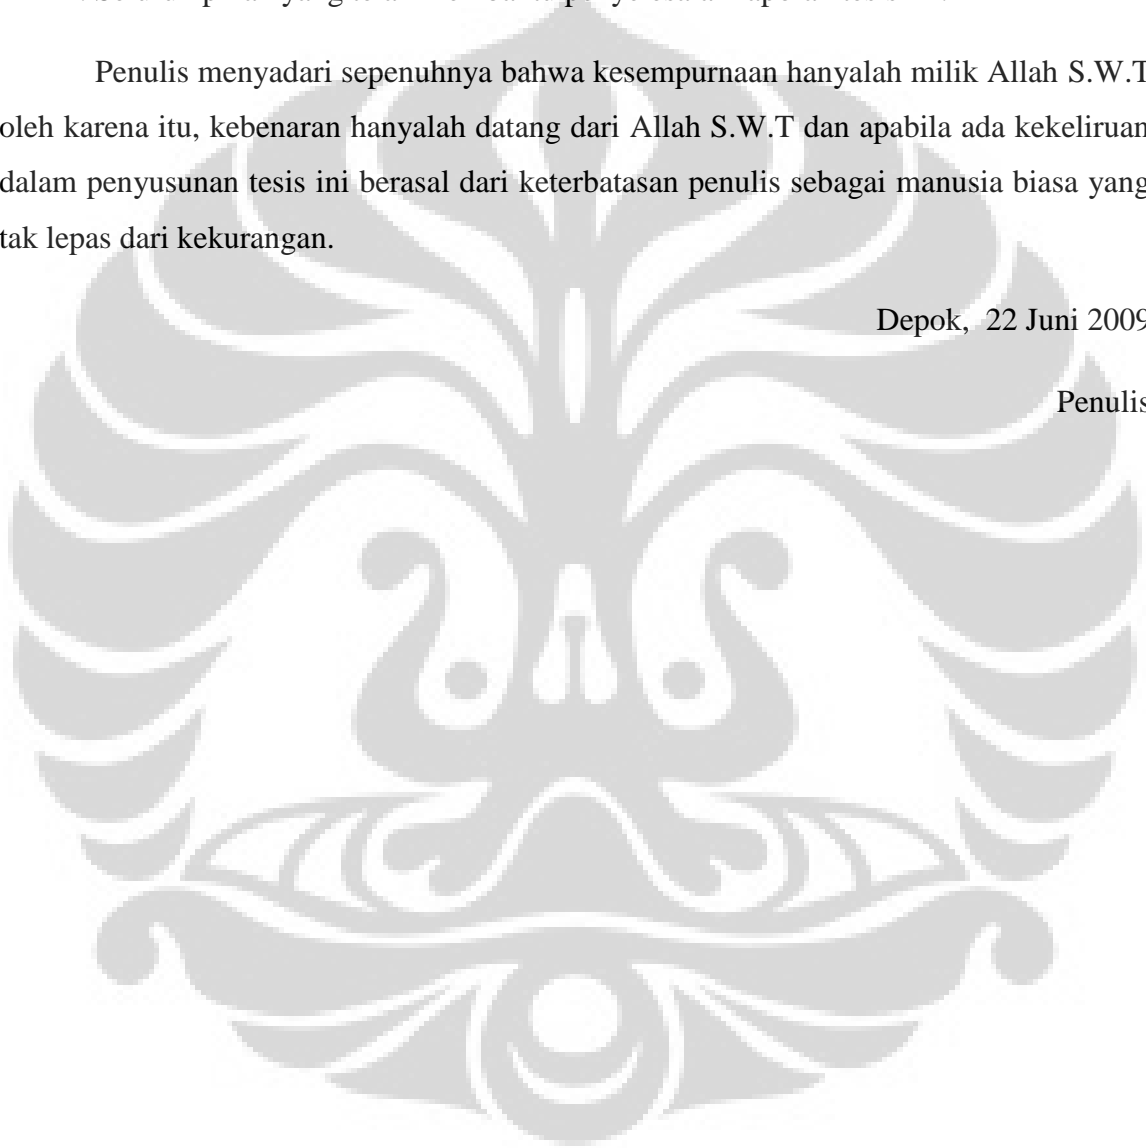 yang telah
Penulis menyadari sepenuhnya bahwa kesempurnaan hanyalah milik Allah S.W.T
oleh karena itu, kebenaran hanyalah datang dari Allah S.W.T dan apabila ada kekeliruan
dalam penyusunan tesis ini berasal dari keterbatasan penulis sebagai manusia biasa yang
tak lepas dari kekurangan.
Depok, 22 Juni 2009
Penulis